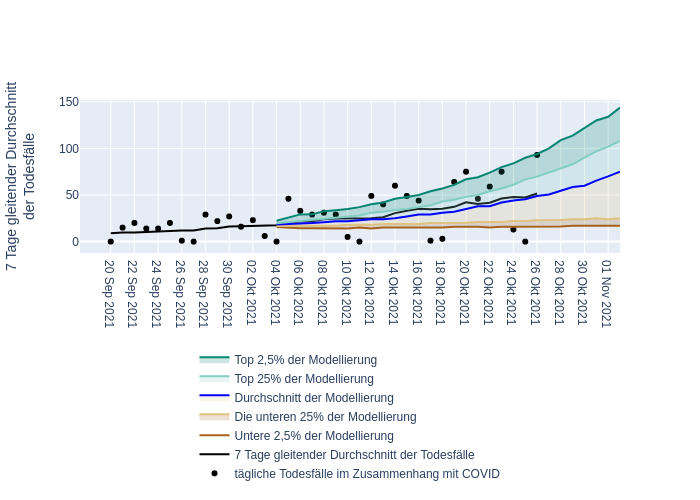 7 Tage gleitender Durchschnitt
der Todesfälle
150
100
50
0
20 Sep 2021
22 Sep 2021
24 Sep 2021
26 Sep 2021
28 Sep 2021
30 Sep 2021
02 Okt 2021
04 Okt 2021
06 Okt 2021
08 Okt 2021
10 Okt 2021
12 Okt 2021
14 Okt 2021
16 Okt 2021
18 Okt 2021
20 Okt 2021
22 Okt 2021
24 Okt 2021
26 Okt 2021
28 Okt 2021
30 Okt 2021
01 Nov 2021
Top 2,5% der Modellierung
Top 25% der Modellierung
Durchschnitt der Modellierung
Die unteren 25% der Modellierung
Untere 2,5% der Modellierung
7 Tage gleitender Durchschnitt der Todesfälle
tägliche Todesfälle im Zusammenhang mit COVID